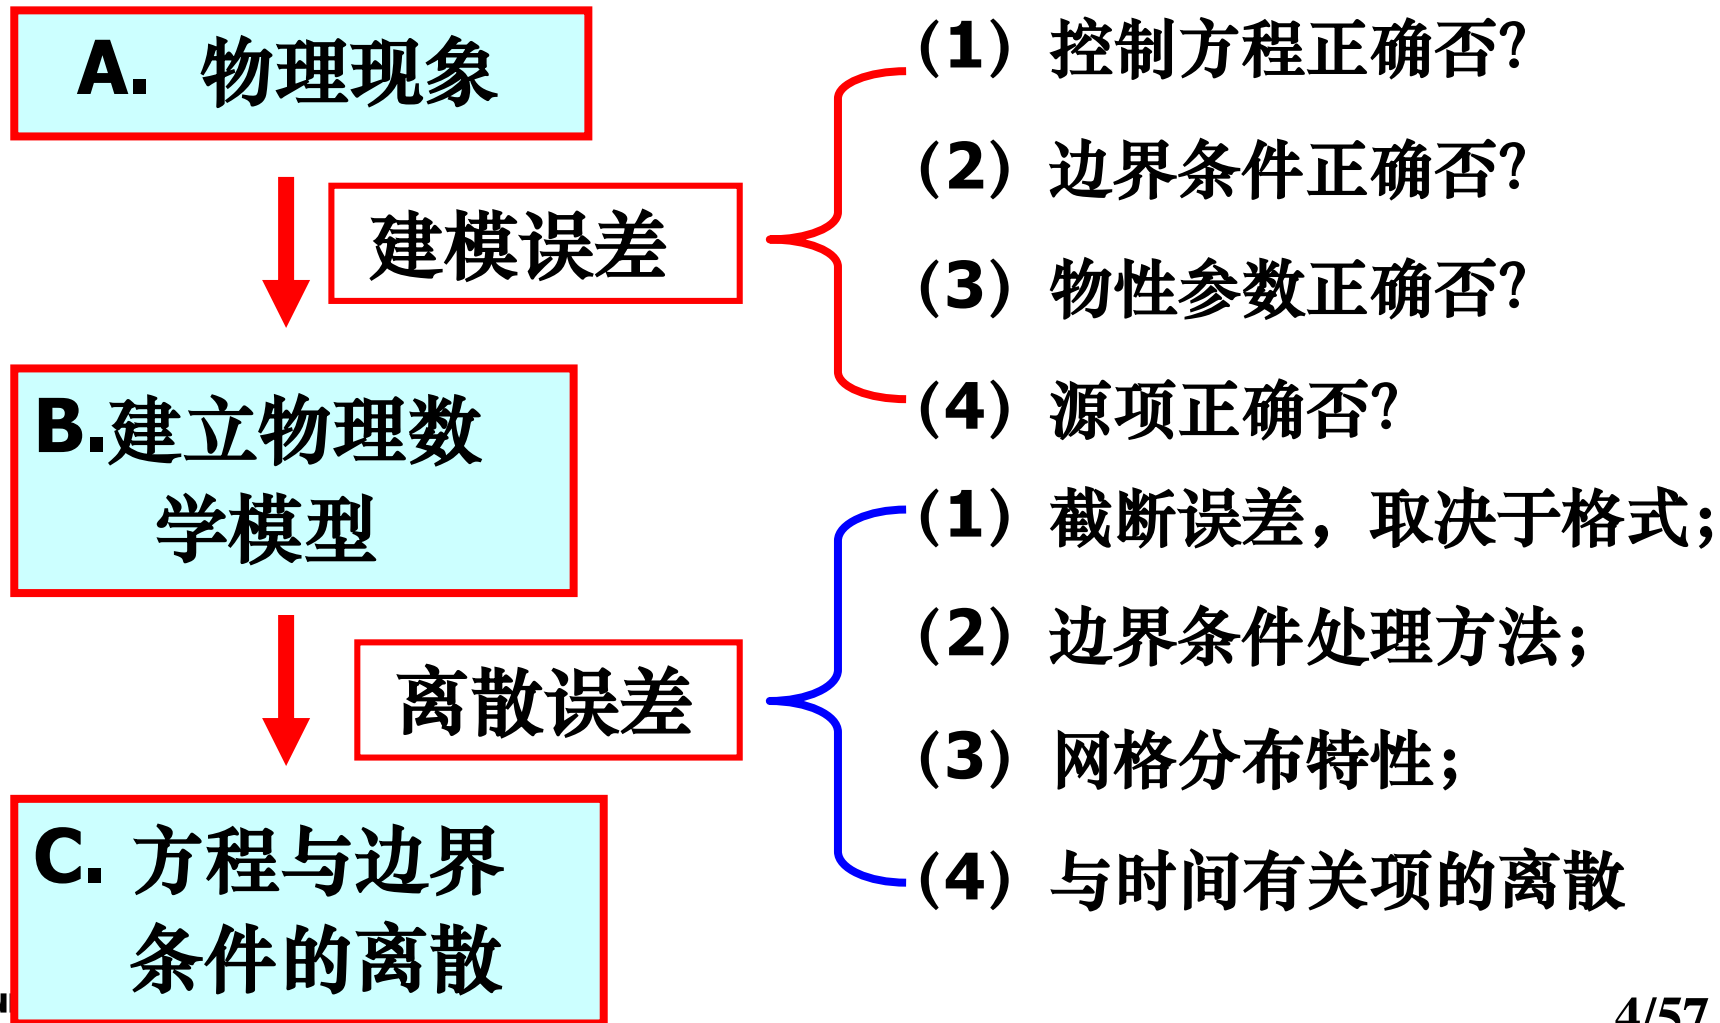 A. 物理现象
建模误差
(1) 控制方程正确否?
(2) 边界条件正确否?
(3) 物性参数正确否?
(4) 源项正确否?
B.建立物理数
学模型
离散误差
(1) 截断误差，取决于格式；
(2) 边界条件处理方法；
(3) 网格分布特性；
(4) 与时间有关项的离散
C. 方程与边界
条件的离散
4/57